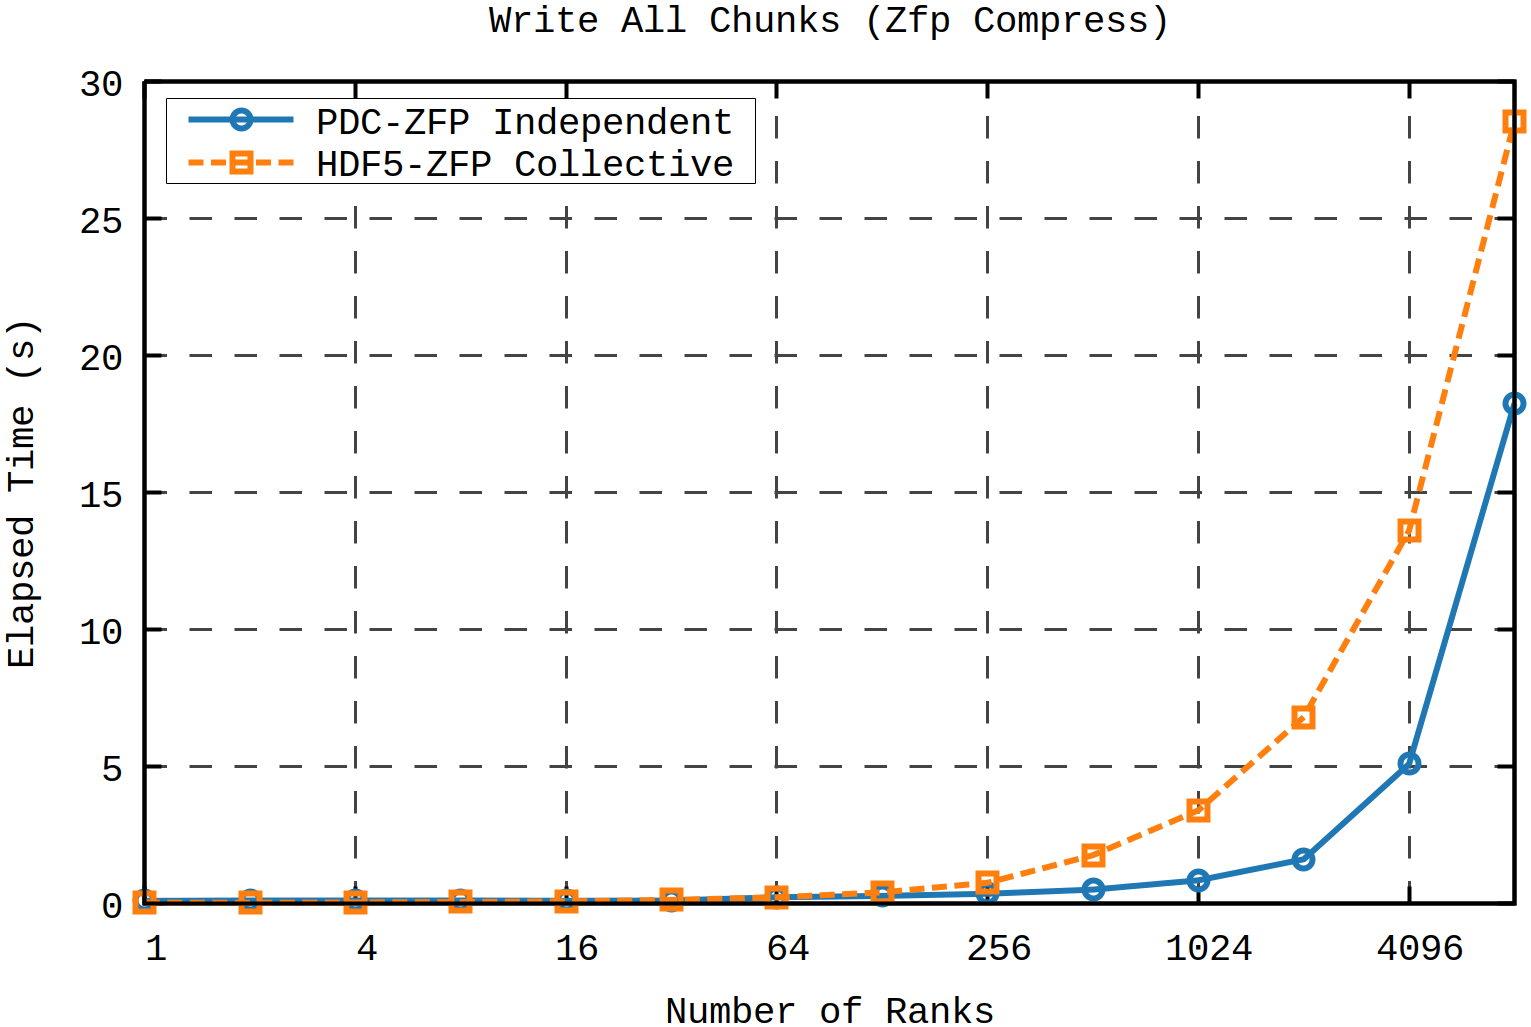 Write All Chunks (Zfp Compress)
30
PDC-ZFP Independent
HDF5-ZFP Collective
25
20
15
10
5
0
Elapsed Time (s)
1 4 16 64 256 1024 4096
Number of Ranks